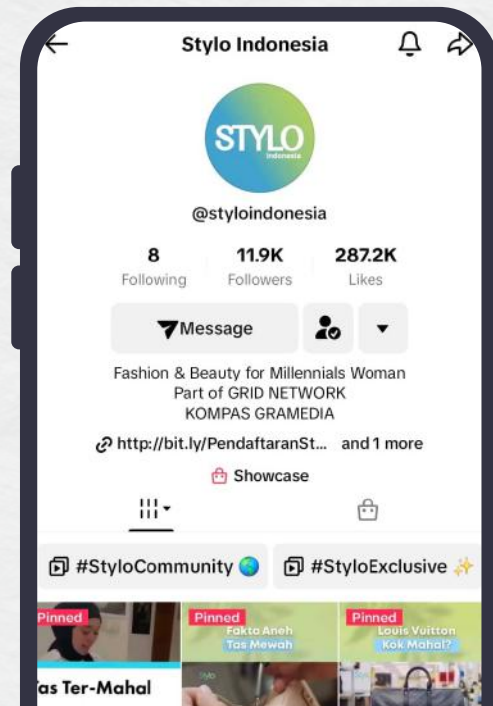 Stylo Indonesia
STYLO
Indonesia
@styloindonesia
8 11.9K 287.2K
Following Followers Likes
Message
Fashion & Beauty for Millennials Woman
Part of GRID NETWORK
KOMPAS GRAMEDIA
http://bit.ly/PendaftaranSt... and 1 more
Showcase
#StyloCommunity 🌏 #StyloExclusive ✨
Pinned Pinned Pinned
Fakta Aneh
Tas Mewah
Louis Vuitton
Kok Mahal?
as Ter-Mahal
Stylo